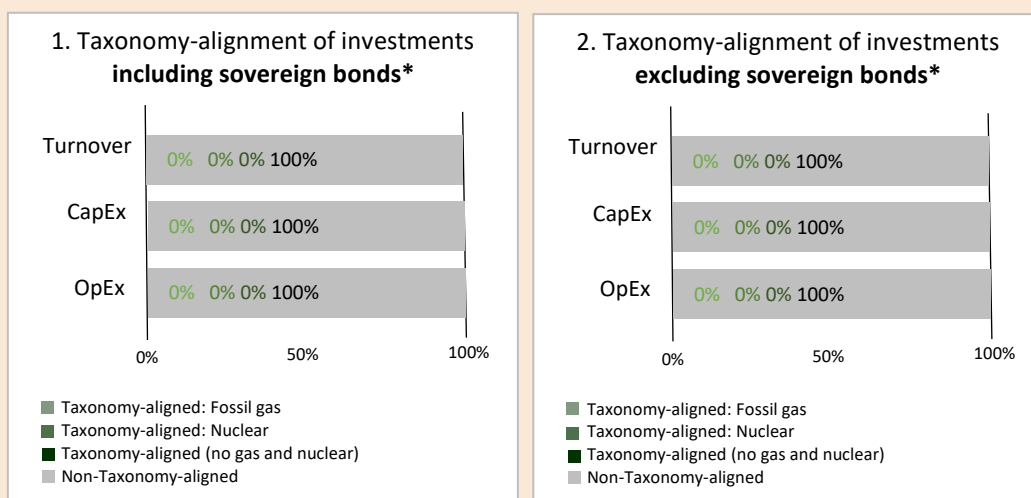 1. Taxonomy-alignment of investments
including sovereign bonds*
Turnover
0% 0% 0% 100%
CapEx
0% 0% 0% 100%
OpEx
0% 0% 0% 100%
0% 50% 100%
Taxonomy-aligned: Fossil gas
Taxonomy-aligned: Nuclear
Taxonomy-aligned (no gas and nuclear)
Non-Taxonomy-aligned
2. Taxonomy-alignment of investments
excluding sovereign bonds*
Turnover
0% 0% 0% 100%
CapEx
0% 0% 0% 100%
OpEx
0% 0% 0% 100%
0% 50% 100%
Taxonomy-aligned: Fossil gas
Taxonomy-aligned: Nuclear
Taxonomy-aligned (no gas and nuclear)
Non-Taxonomy-aligned